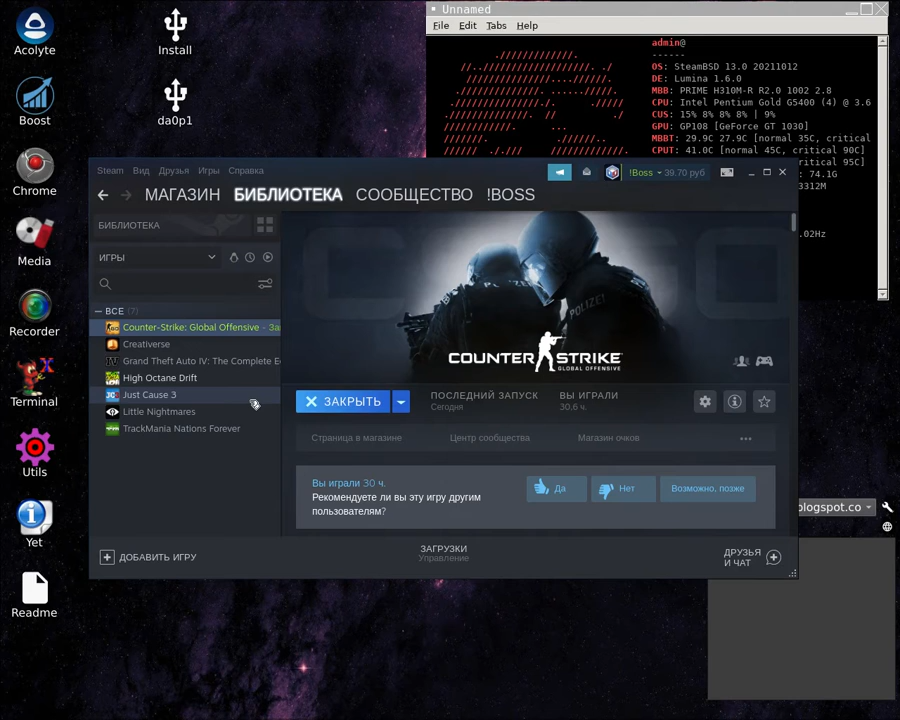 Acolyte
Install
Boost
da0p1
Chrome
Media
Recorder
Terminal
Utils
Yet
Readme
Unnamed
File Edit Tabs Help
admin@
------
OS: SteamBSD 13.0 20211012
DE: Lumina 1.6.0
MBB: PRIME H310M-R R2.0 1002 2.8
CPU: Intel Pentium Gold G5400 (4) @ 3.6
CUS: 15% 8% 8% 8% | 9%
GPU: GP108 [GeForce GT 1030]
MBBT: 29.9C 27.9C [normal 35C, critical
CPUT: 41.0C [normal 45C, critical 90C]
critical 95C]
: 74.1G
3312M
.02Hz
Steam Вид Друзья Игры Справка
!Boss 39.70 руб
МАГАЗИН БИБЛИОТЕКА СООБЩЕСТВО !BOSS
БИБЛИОТЕКА
ИГРЫ
ВСЕ (7)
Counter-Strike: Global Offensive - За
Creativerse
Grand Theft Auto IV: The Complete E
High Octane Drift
Just Cause 3
Little Nightmares
TrackMania Nations Forever
POLIZEI
COUNTER STRIKE
GLOBAL OFFENSIVE
ЗАКРЫТЬ
ПОСЛЕДНИЙ ЗАПУСК
Сегодня
ВЫ ИГРАЛИ
30.6 ч.
Страница в магазине Центр сообщества Магазин очков
Вы играли 30 ч.
Рекомендуете ли вы эту игру другим
пользователям?
Да Нет Возможно, позже
ДОБАВИТЬ ИГРУ
ЗАГРУЗКИ
Управление
ДРУЗЬЯ
И ЧАТ
blogspot.co